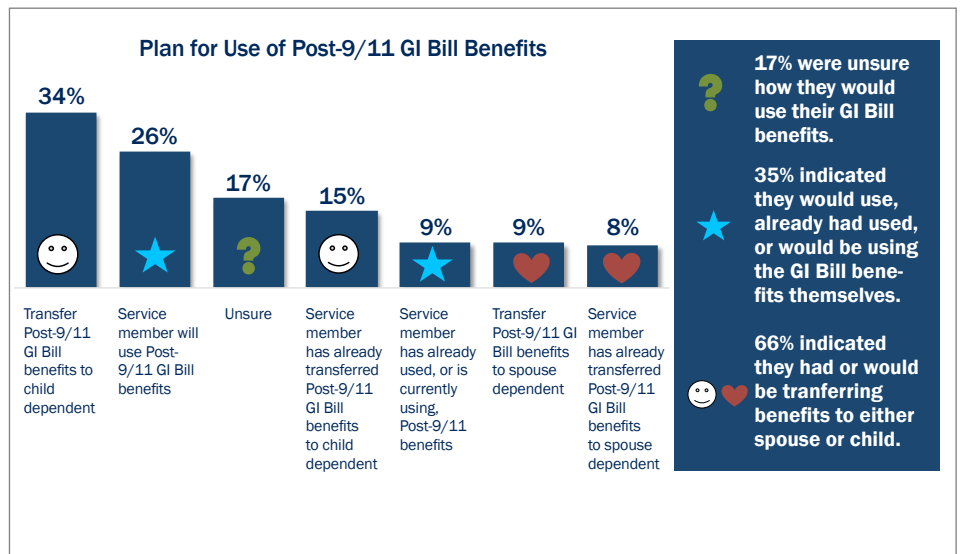 Plan for Use of Post-9/11 GI Bill Benefits
34%
26%
17%
15%
9%
9%
8%
Transfer
Post-9/11
GI Bill
benefits to
child
dependent
Service
member will
use Post-
9/11 GI Bill
benefits
Unsure
Service
member
has already
transferred
Post-9/11
GI Bill
benefits
to child
dependent
Service
member
has already
used, or is
currently
using,
Post-9/11
benefits
Transfer
Post-9/11 GI
Bill benefits
to spouse
dependent
Service
member
has already
transferred
Post-9/11
GI Bill
benefits
to spouse
dependent
?
?
17% were unsure
how they would
use their GI Bill
benefits.
35% indicated
they would use,
already had used,
or would be using
the GI Bill bene-
fits themselves.
66% indicated
they had or would
be tranferring
benefits to either
spouse or child.